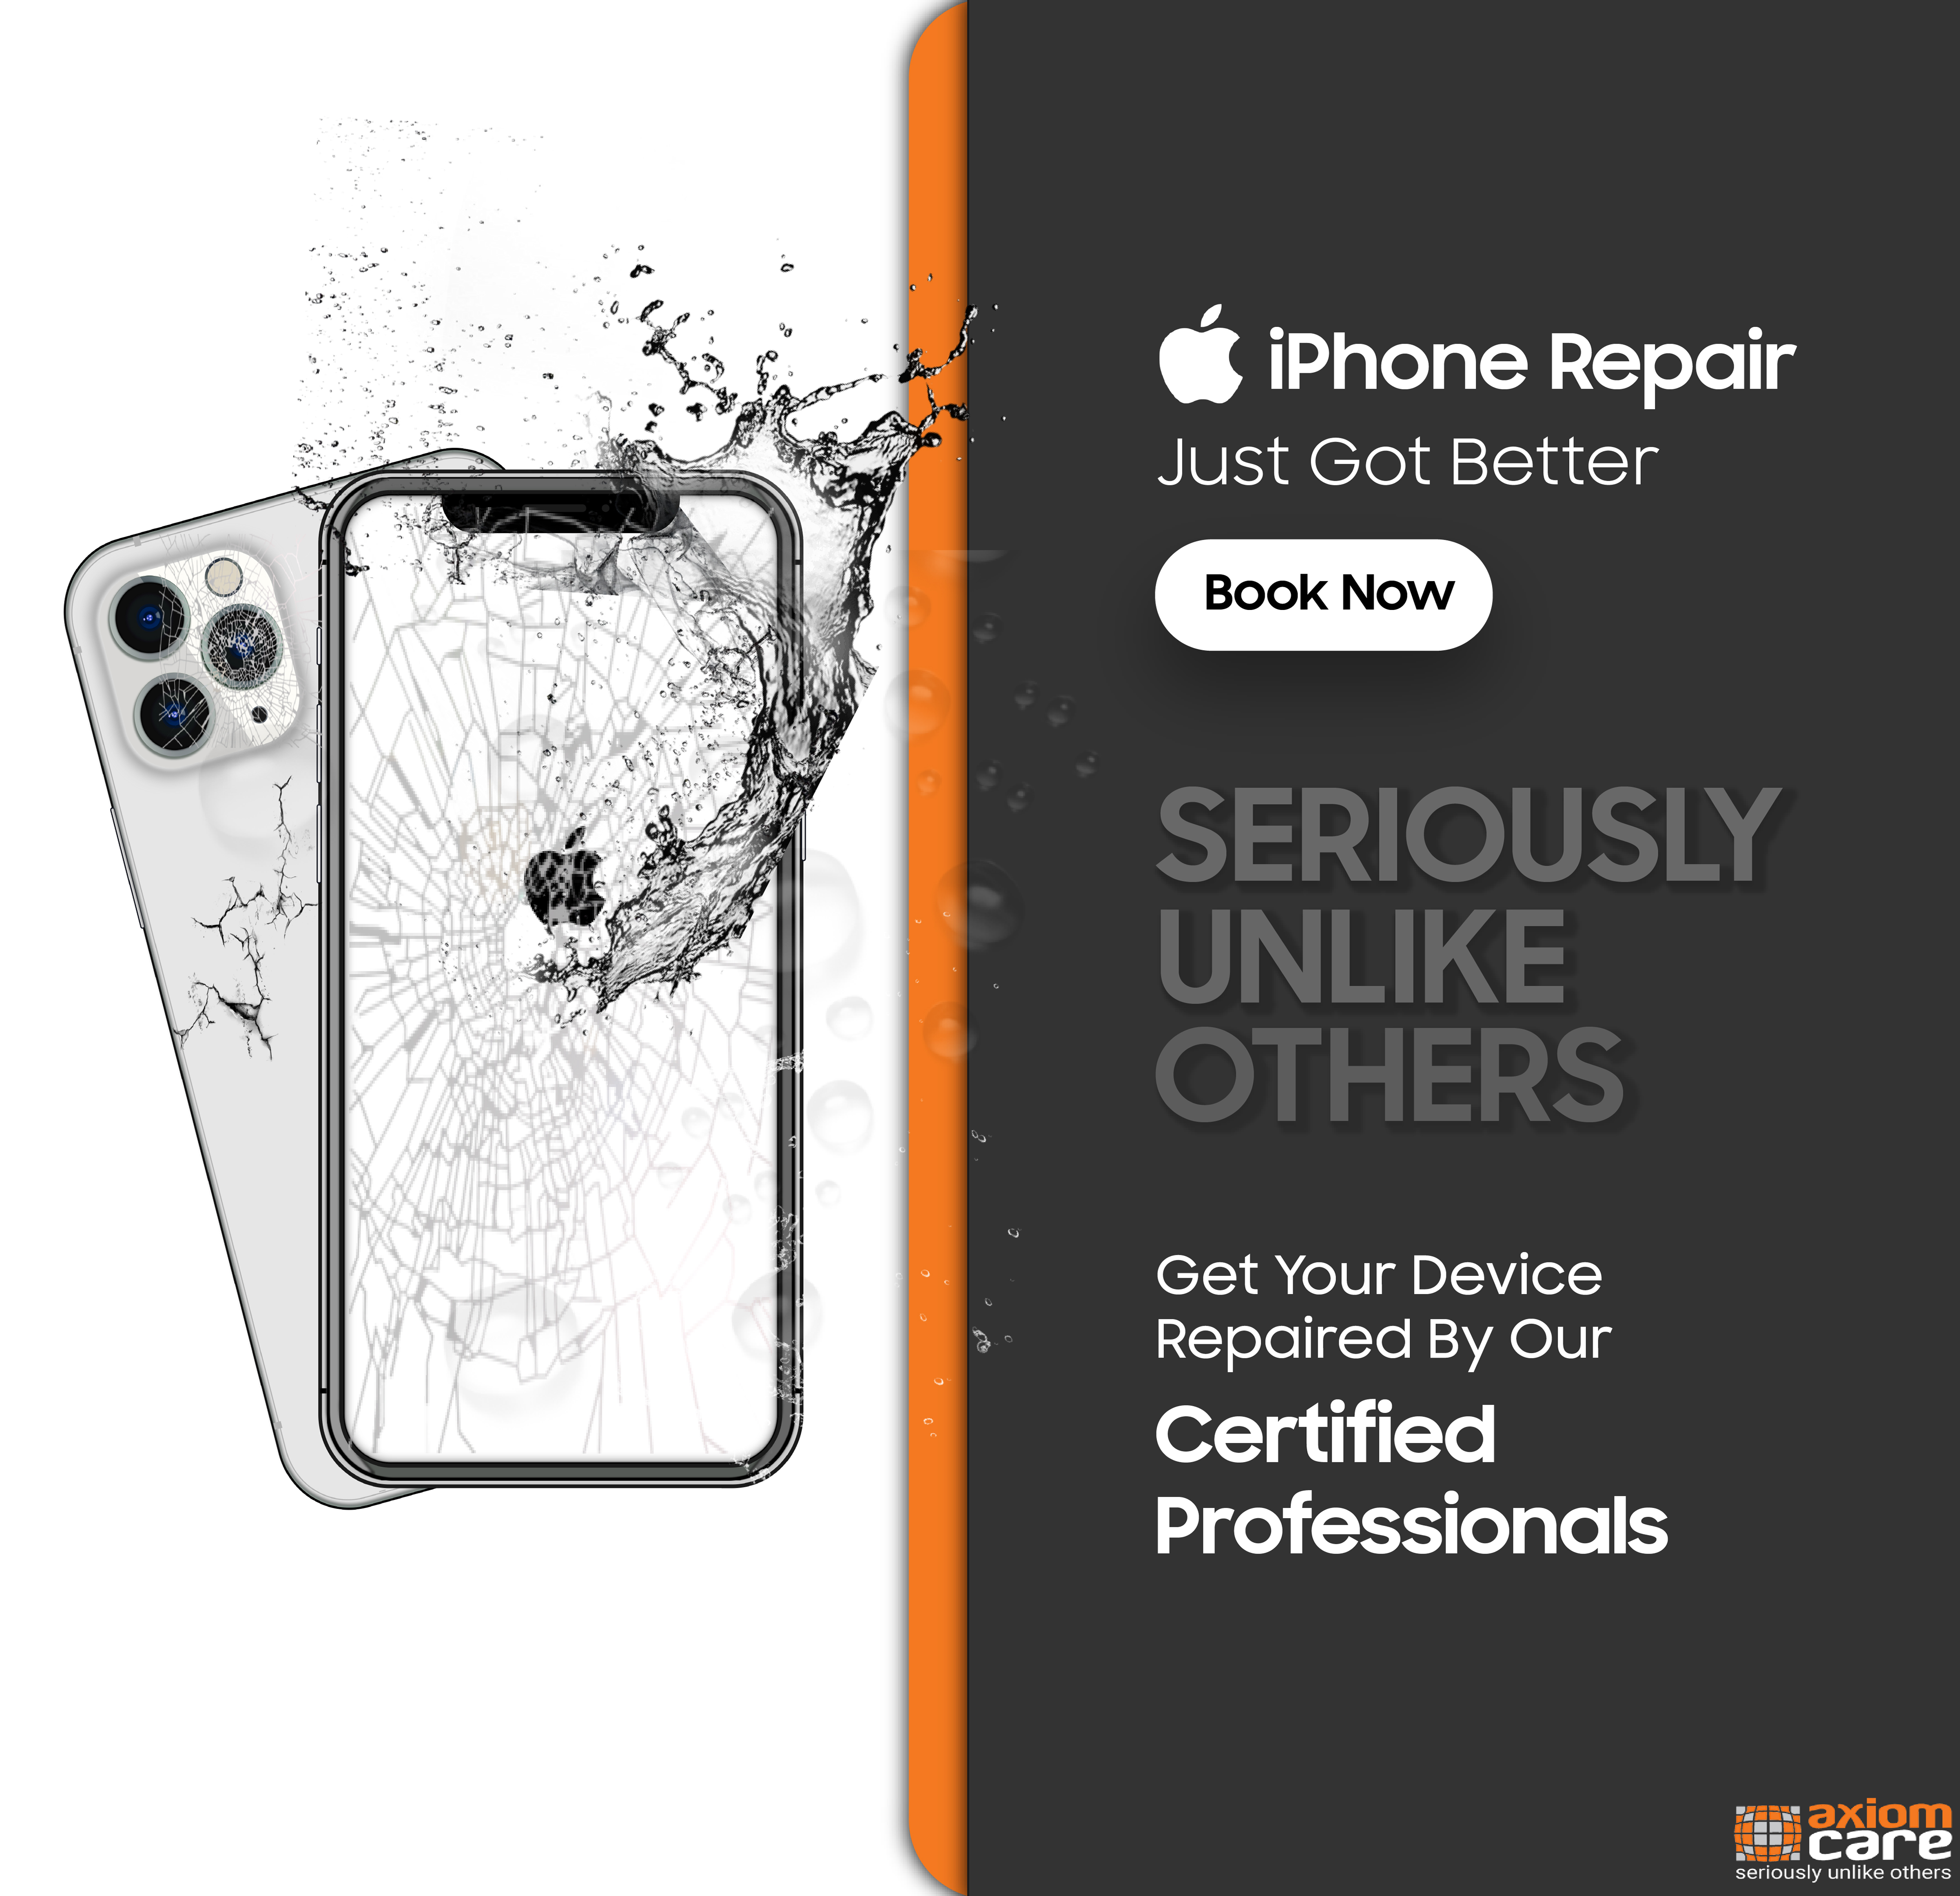 iPhone Repair
Just Got Better
Book Now
SERIOUSLY
UNLIKE
OTHERS
Get Your Device
Repaired By Our
Certified
Professionals
axiom
care
seriously unlike others